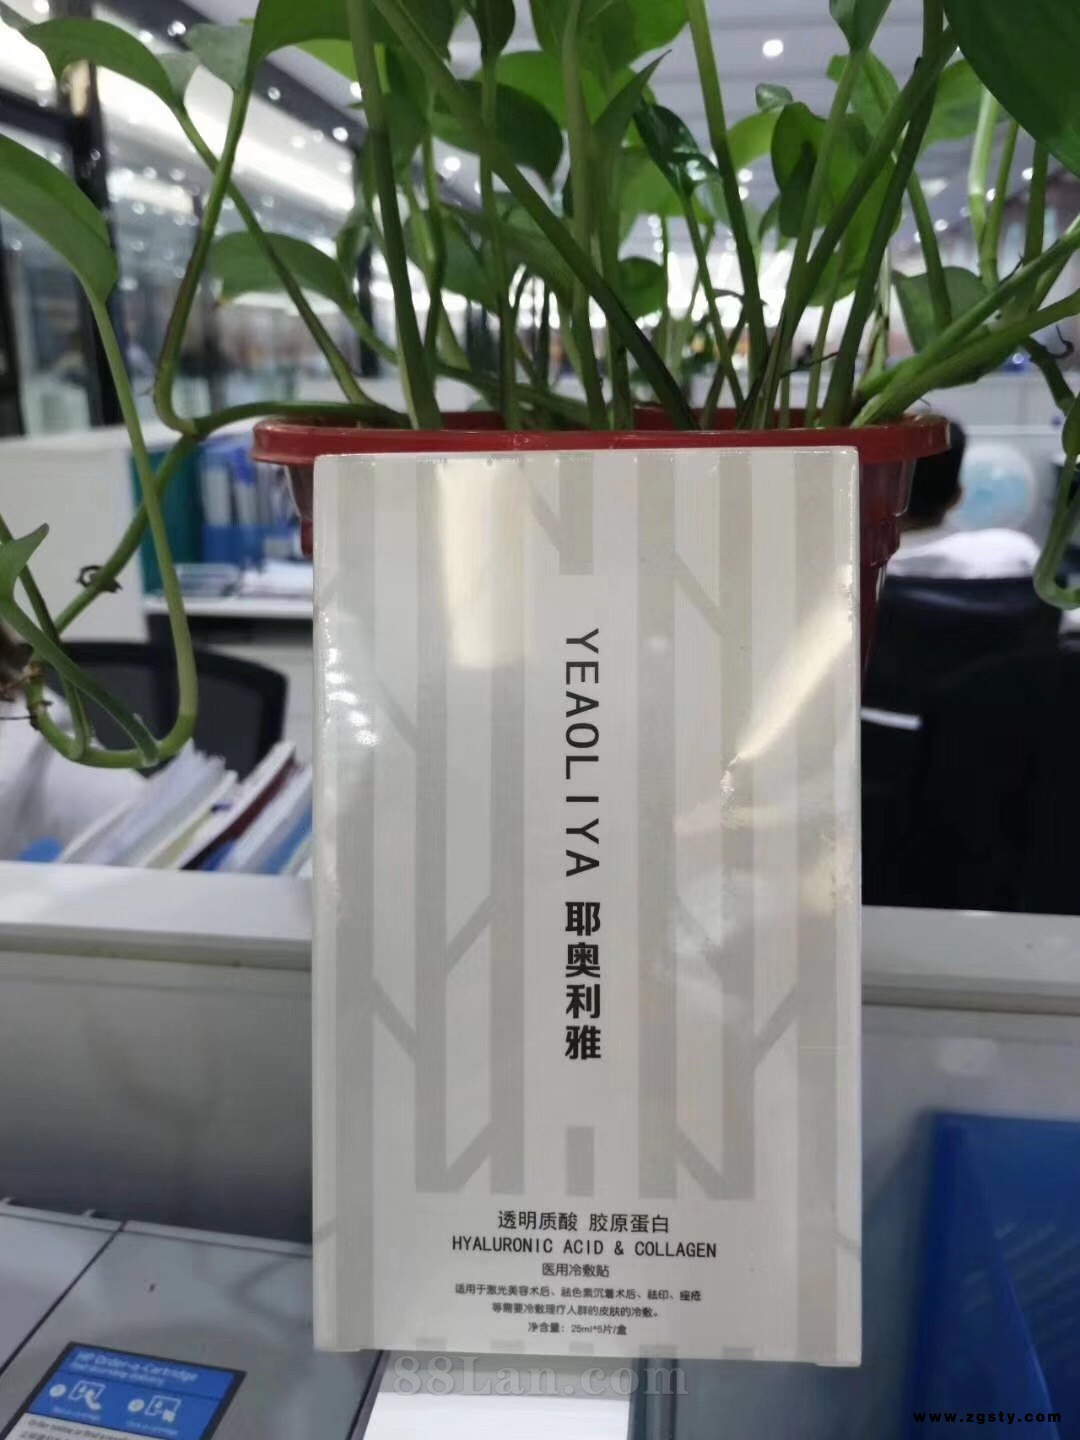 YEAOLIYA 耶奥利雅
透明质酸 胶原蛋白
HYALURONIC ACID & COLLAGEN
医用冷敷贴
适用于激光美容术后、祛色素沉着术后、祛印、痤疮
等需要冷敷理疗人群的皮肤的冷敷。
净含量：25ml*5片/盒
88Lan.com
www.zgsty.com
HP Order-a-Cartridge